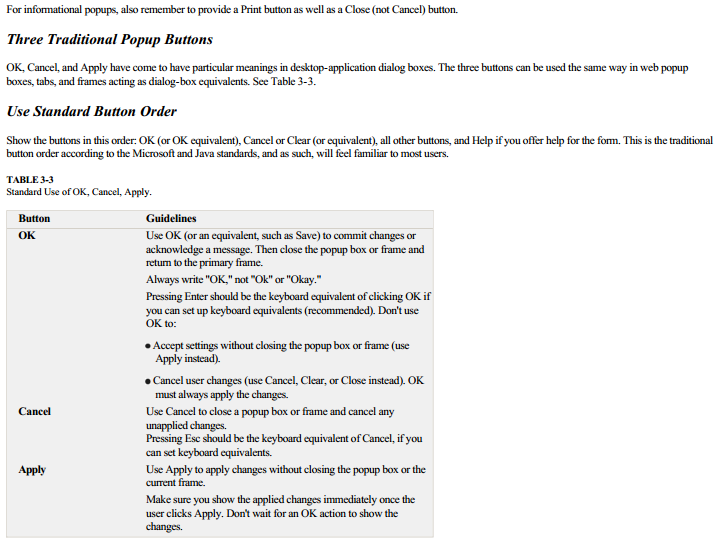 For informational popups, also remember to provide a Print button as well as a Close (not Cancel) button.
Three Traditional Popup Buttons
OK, Cancel, and Apply have come to have particular meanings in desktop-application dialog boxes. The three buttons can be used the same way in web popup
boxes, tabs, and frames acting as dialog-box equivalents. See Table 3-3.
Use Standard Button Order
Show the buttons in this order: OK (or OK equivalent), Cancel or Clear (or equivalent), all other buttons, and Help if you offer help for the form. This is the traditional
button order according to the Microsoft and Java standards, and as such, will feel familiar to most users.
TABLE 3-3
Standard Use of OK, Cancel, Apply.
Button Guidelines
OK Use OK (or an equivalent, such as Save) to commit changes or
acknowledge a message. Then close the popup box or frame and
return to the primary frame.
Always write "OK," not "Ok" or "Okay."
Pressing Enter should be the keyboard equivalent of clicking OK if
you can set up keyboard equivalents (recommended). Don't use
OK to:
● Accept settings without closing the popup box or frame (use
Apply instead).
● Cancel user changes (use Cancel, Clear, or Close instead). OK
must always apply the changes.
Cancel Use Cancel to close a popup box or frame and cancel any
unapplied changes.
Pressing Esc should be the keyboard equivalent of Cancel, if you
can set keyboard equivalents.
Apply Use Apply to apply changes without closing the popup box or the
current frame.
Make sure you show the applied changes immediately once the
user clicks Apply. Don't wait for an OK action to show the
changes.